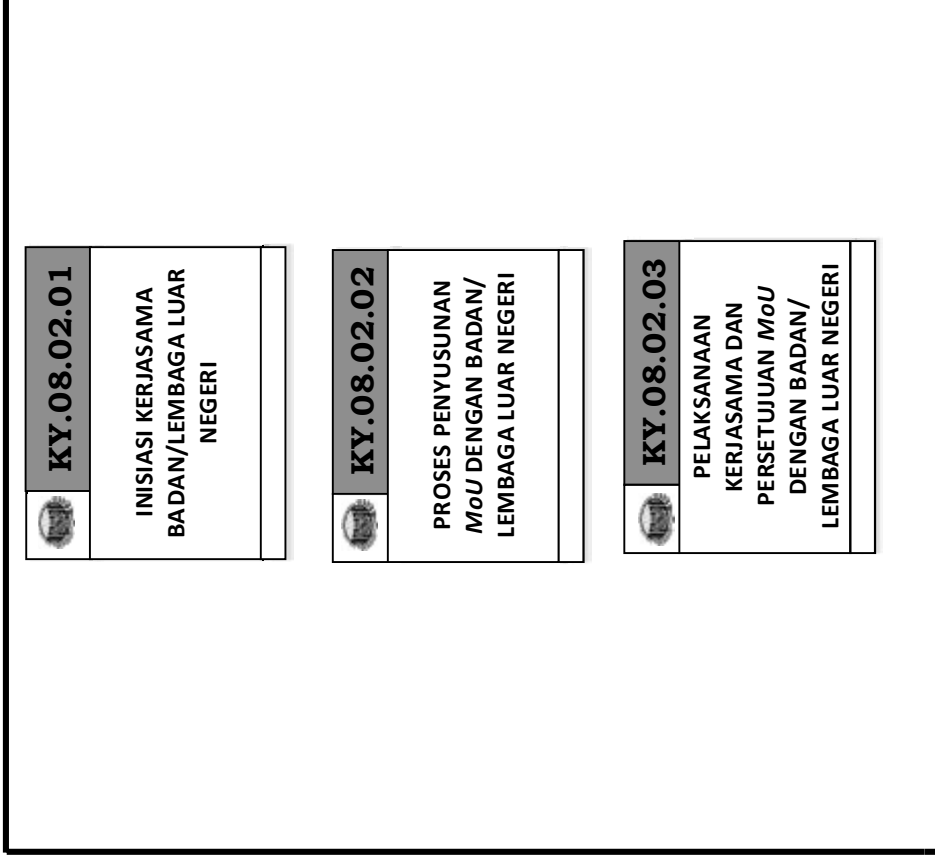 KY.08.02.01
INISIASI KERJASAMA
BADAN/LEMBAGA LUAR
NEGERI
KY.08.02.02
PROSES PENYUSUNAN
MoU DENGAN BADAN/
LEMBAGA LUAR NEGERI
KY.08.02.03
PELAKSANAAN
KERJASAMA DAN
PERSETUJUAN MoU
DENGAN BADAN/
LEMBAGA LUAR NEGERI